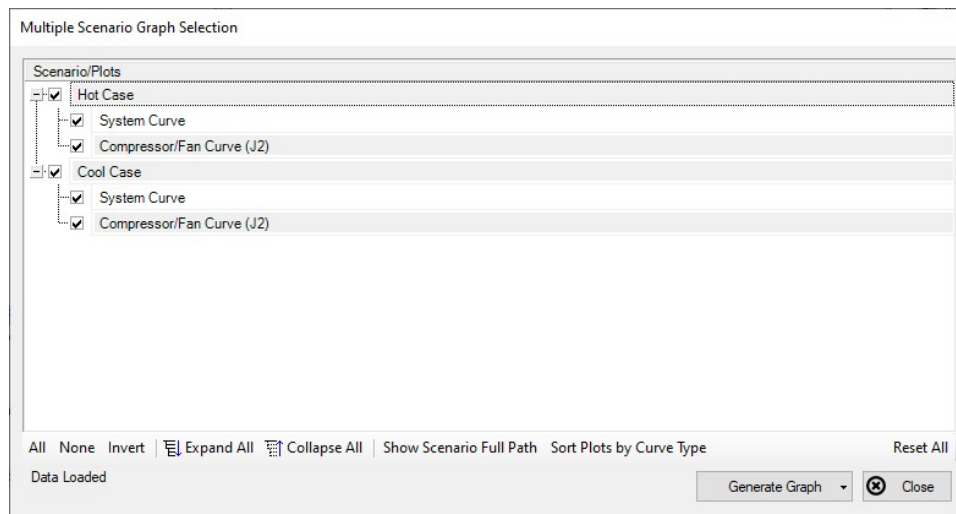 Multiple Scenario Graph Selection
Scenario/Plots
Hot Case
System Curve
Compressor/Fan Curve (J2)
Cool Case
System Curve
Compressor/Fan Curve (J2)
All None Invert Expand All Collapse All Show Scenario Full Path Sort Plots by Curve Type Reset All
Data Loaded
Generate Graph Close